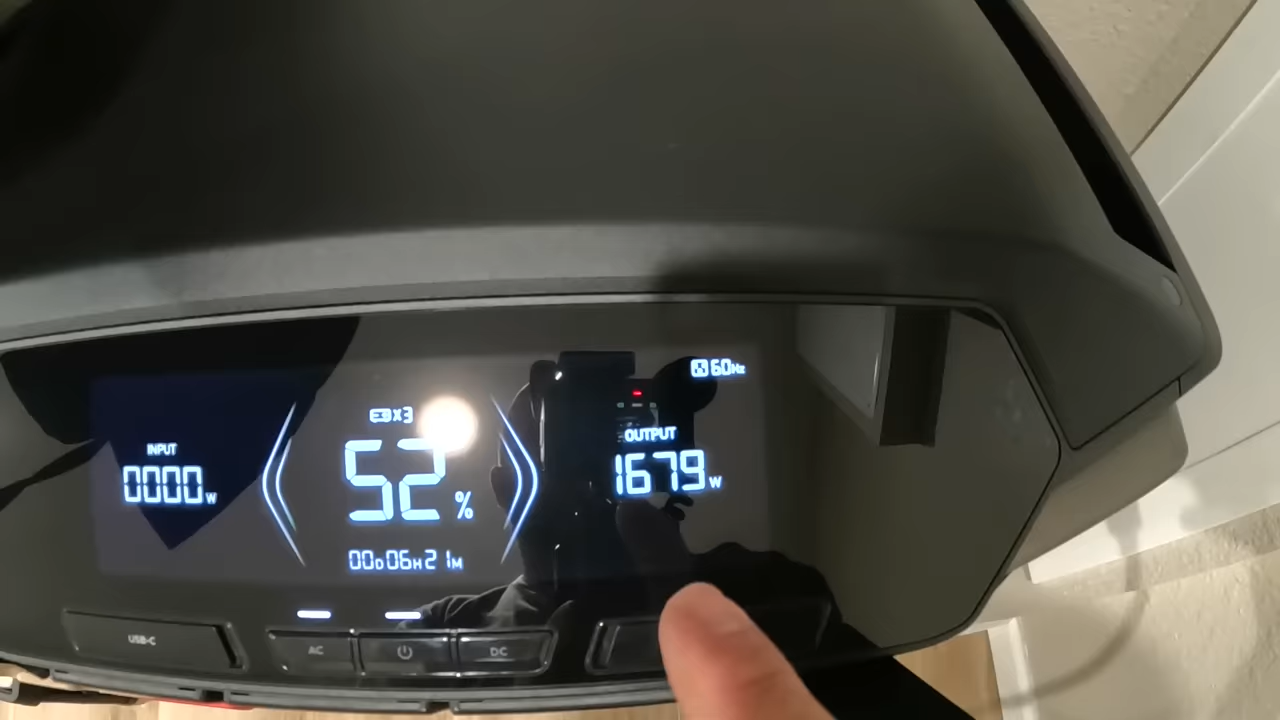 60Hz
x3
INPUT
0000W
52%
OUTPUT
1679W
00D06H21M
USB-C
AC
DC